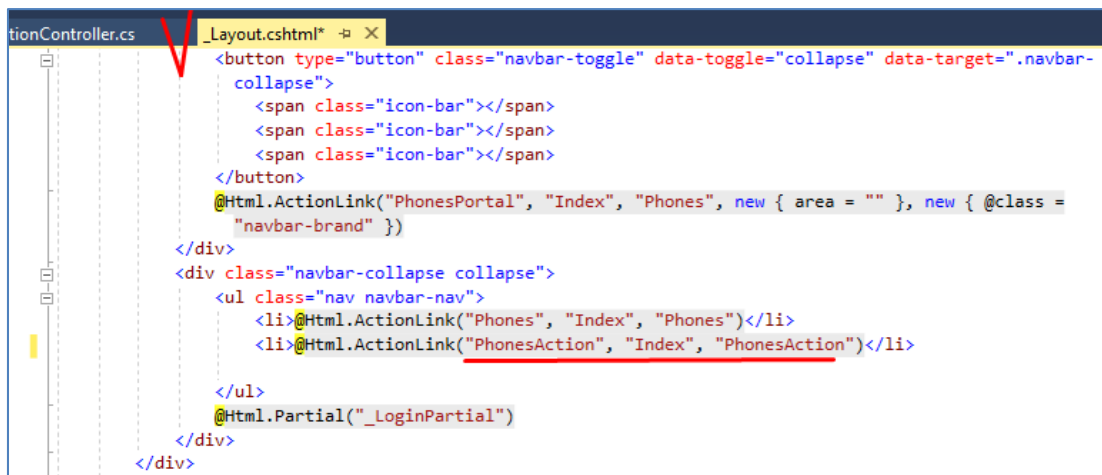 tionController.cs _Layout.cshtml*
<button type="button" class="navbar-toggle" data-toggle="collapse" data-target=".navbar-
collapse">
<span class="icon-bar"></span>
<span class="icon-bar"></span>
<span class="icon-bar"></span>
</button>
@Html.ActionLink("PhonesPortal", "Index", "Phones", new { area = "" }, new { @class =
"navbar-brand" })
</div>
<div class="navbar-collapse collapse">
<ul class="nav navbar-nav">
<li>@Html.ActionLink("Phones", "Index", "Phones")</li>
<li>@Html.ActionLink("PhonesAction", "Index", "PhonesAction")</li>
</ul>
@Html.Partial("_LoginPartial")
</div>
</div>